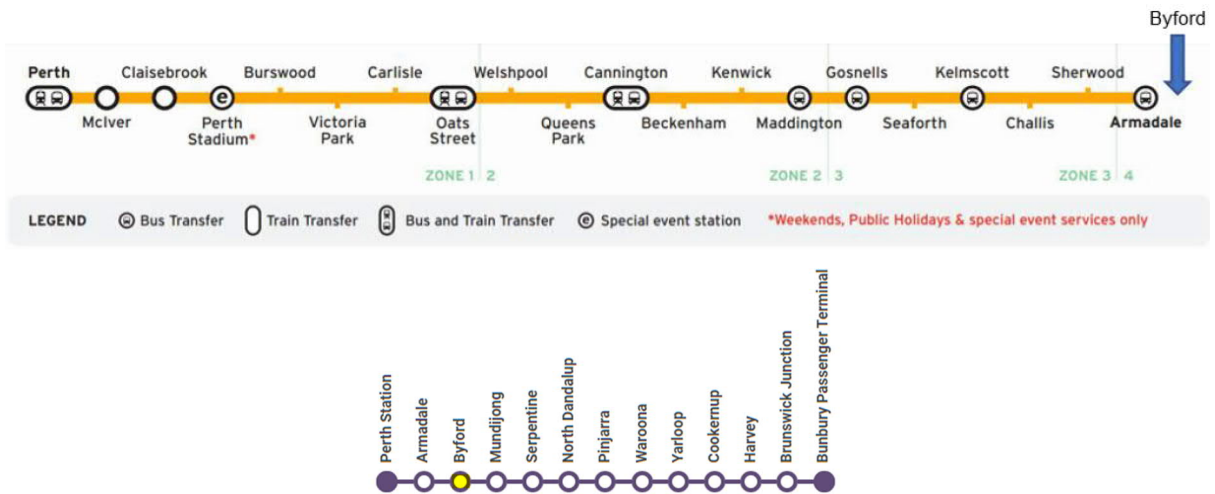 Byford
Perth
Claisebrook
Burswood
Carlisle
Welshpool
Cannington
Kenwick
Gosnells
Kelmscott
Sherwood
e
McIver
Perth
Stadium*
Victoria
Park
Oats
Street
Queens
Park
Beckenham
Maddington
Seaforth
Challis
Armadale
ZONE 1 2
ZONE 2 3
ZONE 3 4
LEGEND Bus Transfer Train Transfer Bus and Train Transfer e Special event station *Weekends, Public Holidays & special event services only
Perth Station
Armadale
Byford
Mundijong
Serpentine
North Dandalup
Pinjarra
Waroona
Yarloop
Cookernup
Harvey
Brunswick Junction
Bunbury Passenger Terminal